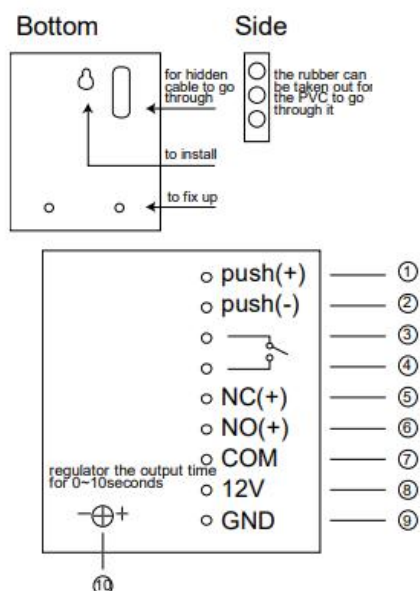 Bottom
Side
for hidden
cable to go
through
the rubber can
be taken out for
the PVC to go
through it
to install
to fix up
push(+) ①
push(-) ②
③
④
NC(+) ⑤
NO(+) ⑥
COM ⑦
regulator the output time
for 0~10seconds
12V ⑧
- +
GND ⑨
⑩